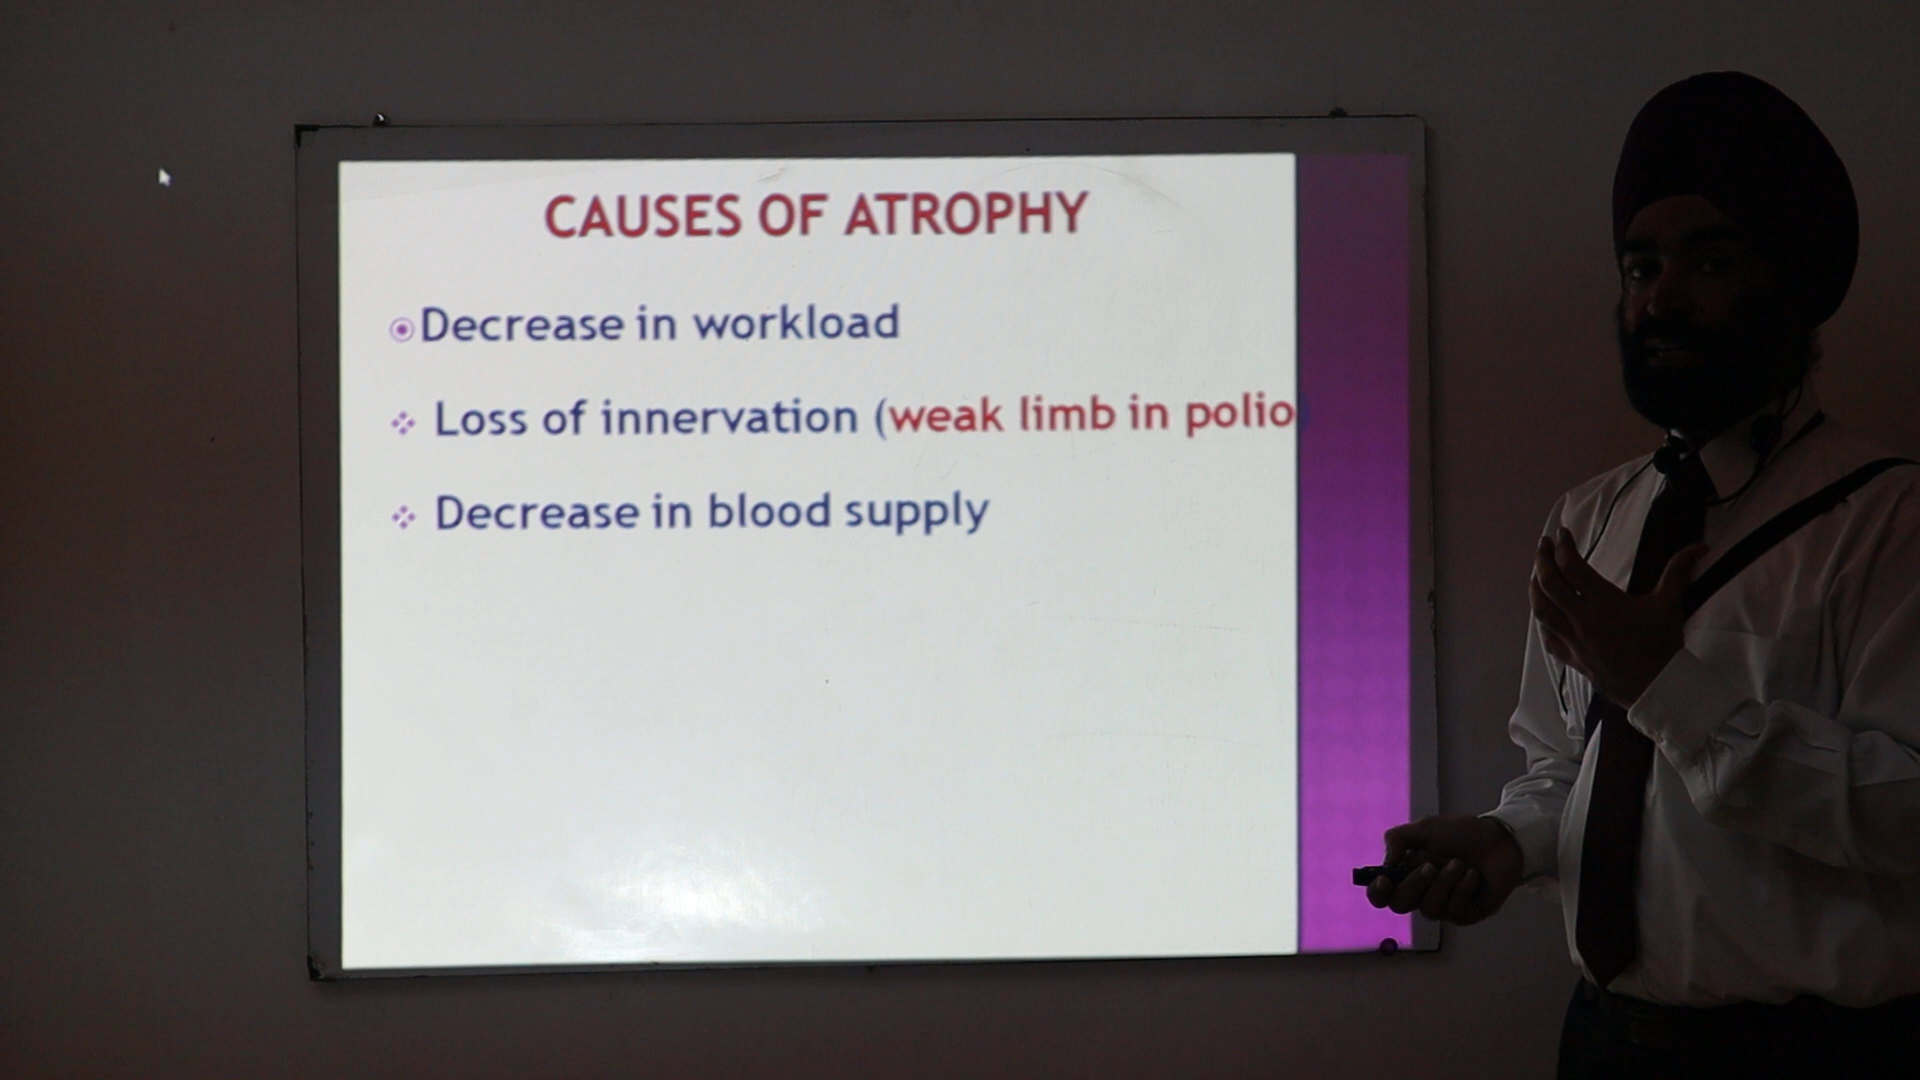 CAUSES OF ATROPHY
Decrease in workload
Loss of innervation (weak limb in polio)
Decrease in blood supply